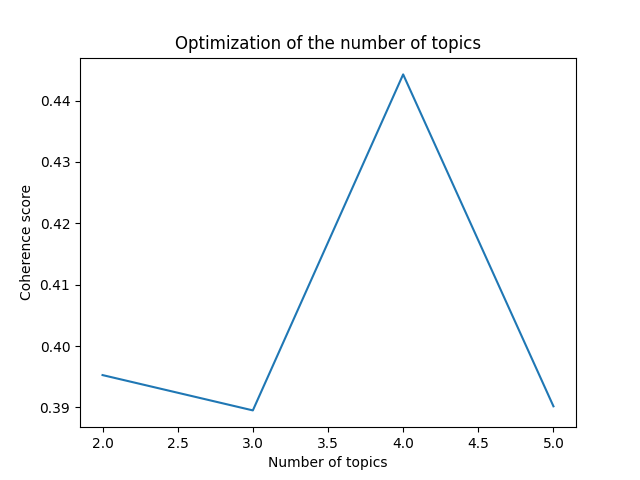 Optimization of the number of topics
Coherence score
0.44
0.43
0.42
0.41
0.40
0.39
2.0 2.5 3.0 3.5 4.0 4.5 5.0
Number of topics